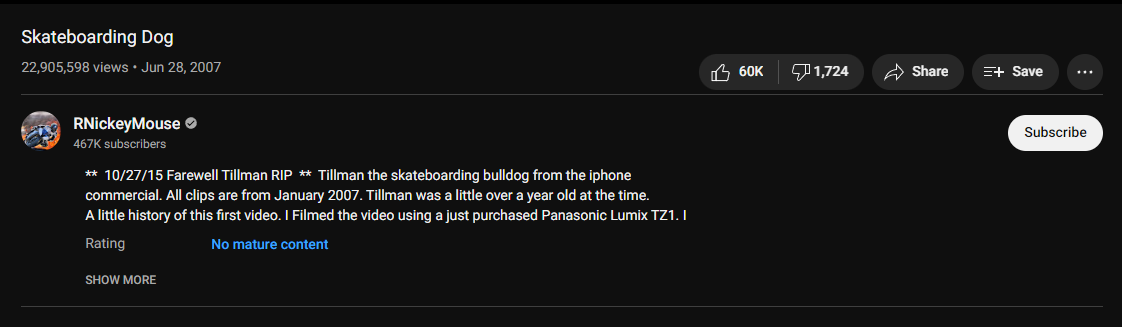 Skateboarding Dog
22,905,598 views • Jun 28, 2007
60K 1,724 Share Save
RNickeyMouse
467K subscribers
Subscribe
** 10/27/15 Farewell Tillman RIP ** Tillman the skateboarding bulldog from the iphone
commercial. All clips are from January 2007. Tillman was a little over a year old at the time.
A little history of this first video. I Filmed the video using a just purchased Panasonic Lumix TZ1. I
Rating No mature content
SHOW MORE